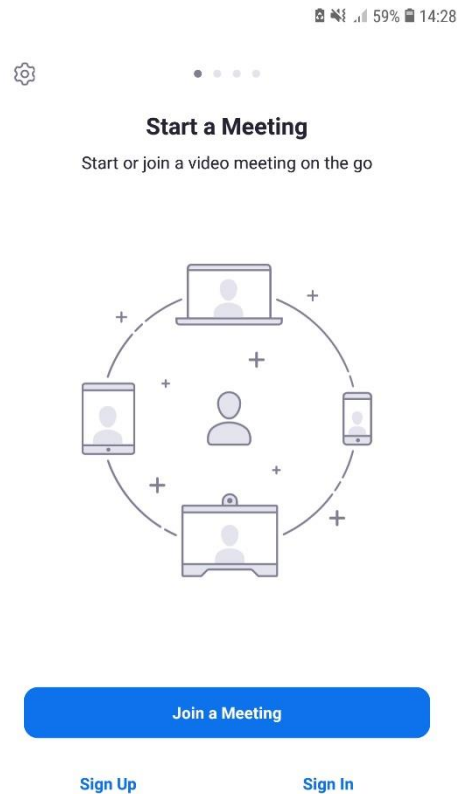 59% 14:28
Start a Meeting
Start or join a video meeting on the go
Join a Meeting
Sign Up Sign In